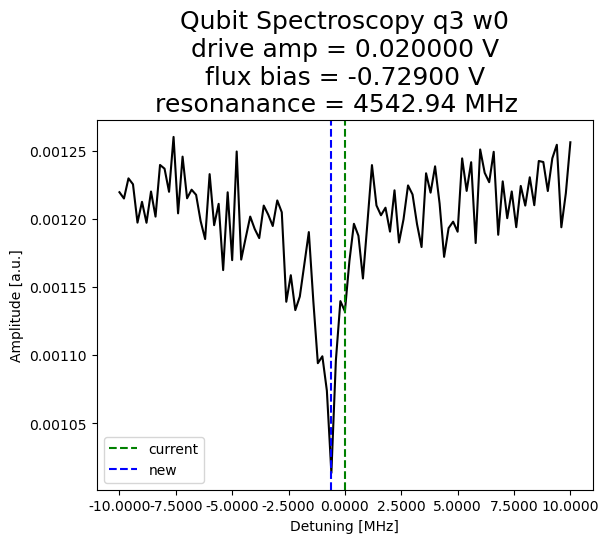 Qubit Spectroscopy q3 w0
drive amp = 0.020000 V
flux bias = -0.72900 V
resonanance = 4542.94 MHz
0.00125
0.00120
0.00115
0.00110
0.00105
Amplitude [a.u.]
current
new
-10.0000 -7.5000 -5.0000 -2.5000 0.0000 2.5000 5.0000 7.5000 10.0000
Detuning [MHz]